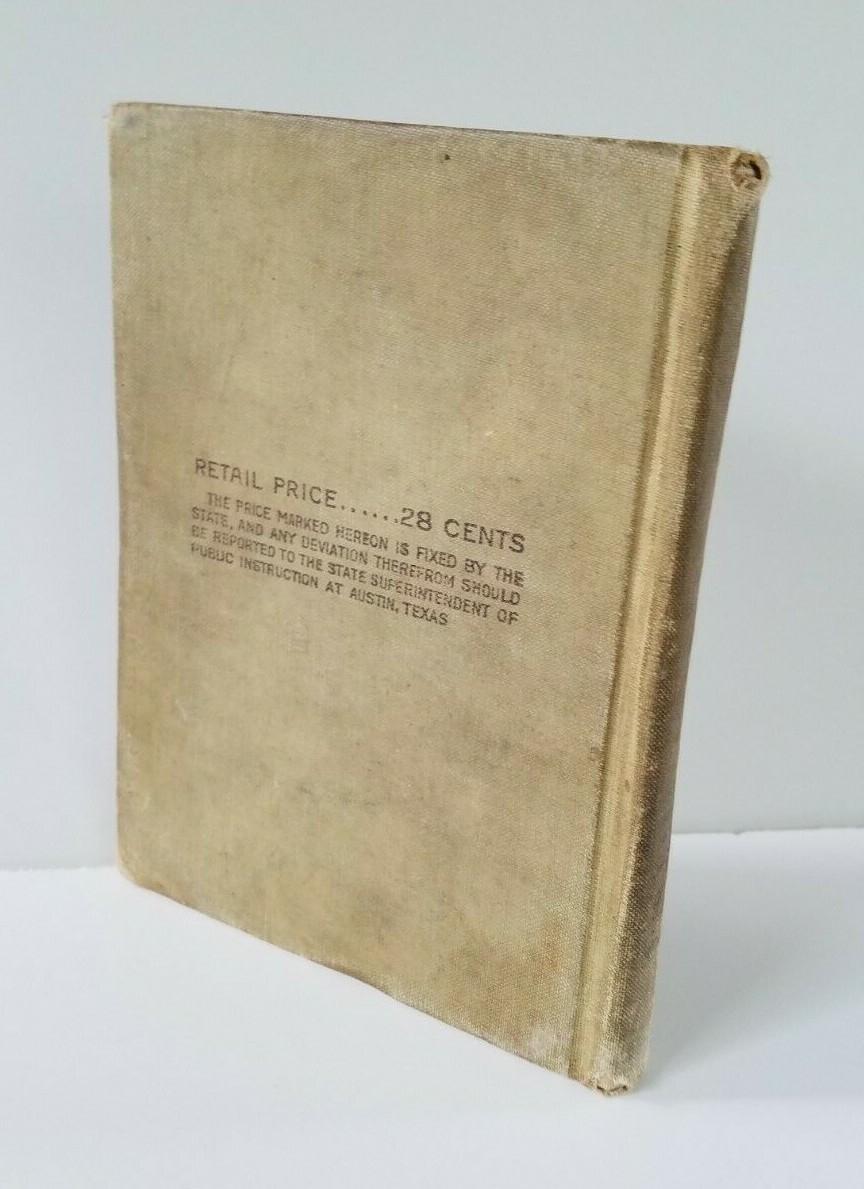 RETAIL PRICE......28 CENTS
THE PRICE MARKED HEREON IS FIXED BY THE
STATE, AND ANY DEVIATION THEREFROM SHOULD
BE REPORTED TO THE STATE SUPERINTENDENT OF
PUBLIC INSTRUCTION AT AUSTIN, TEXAS